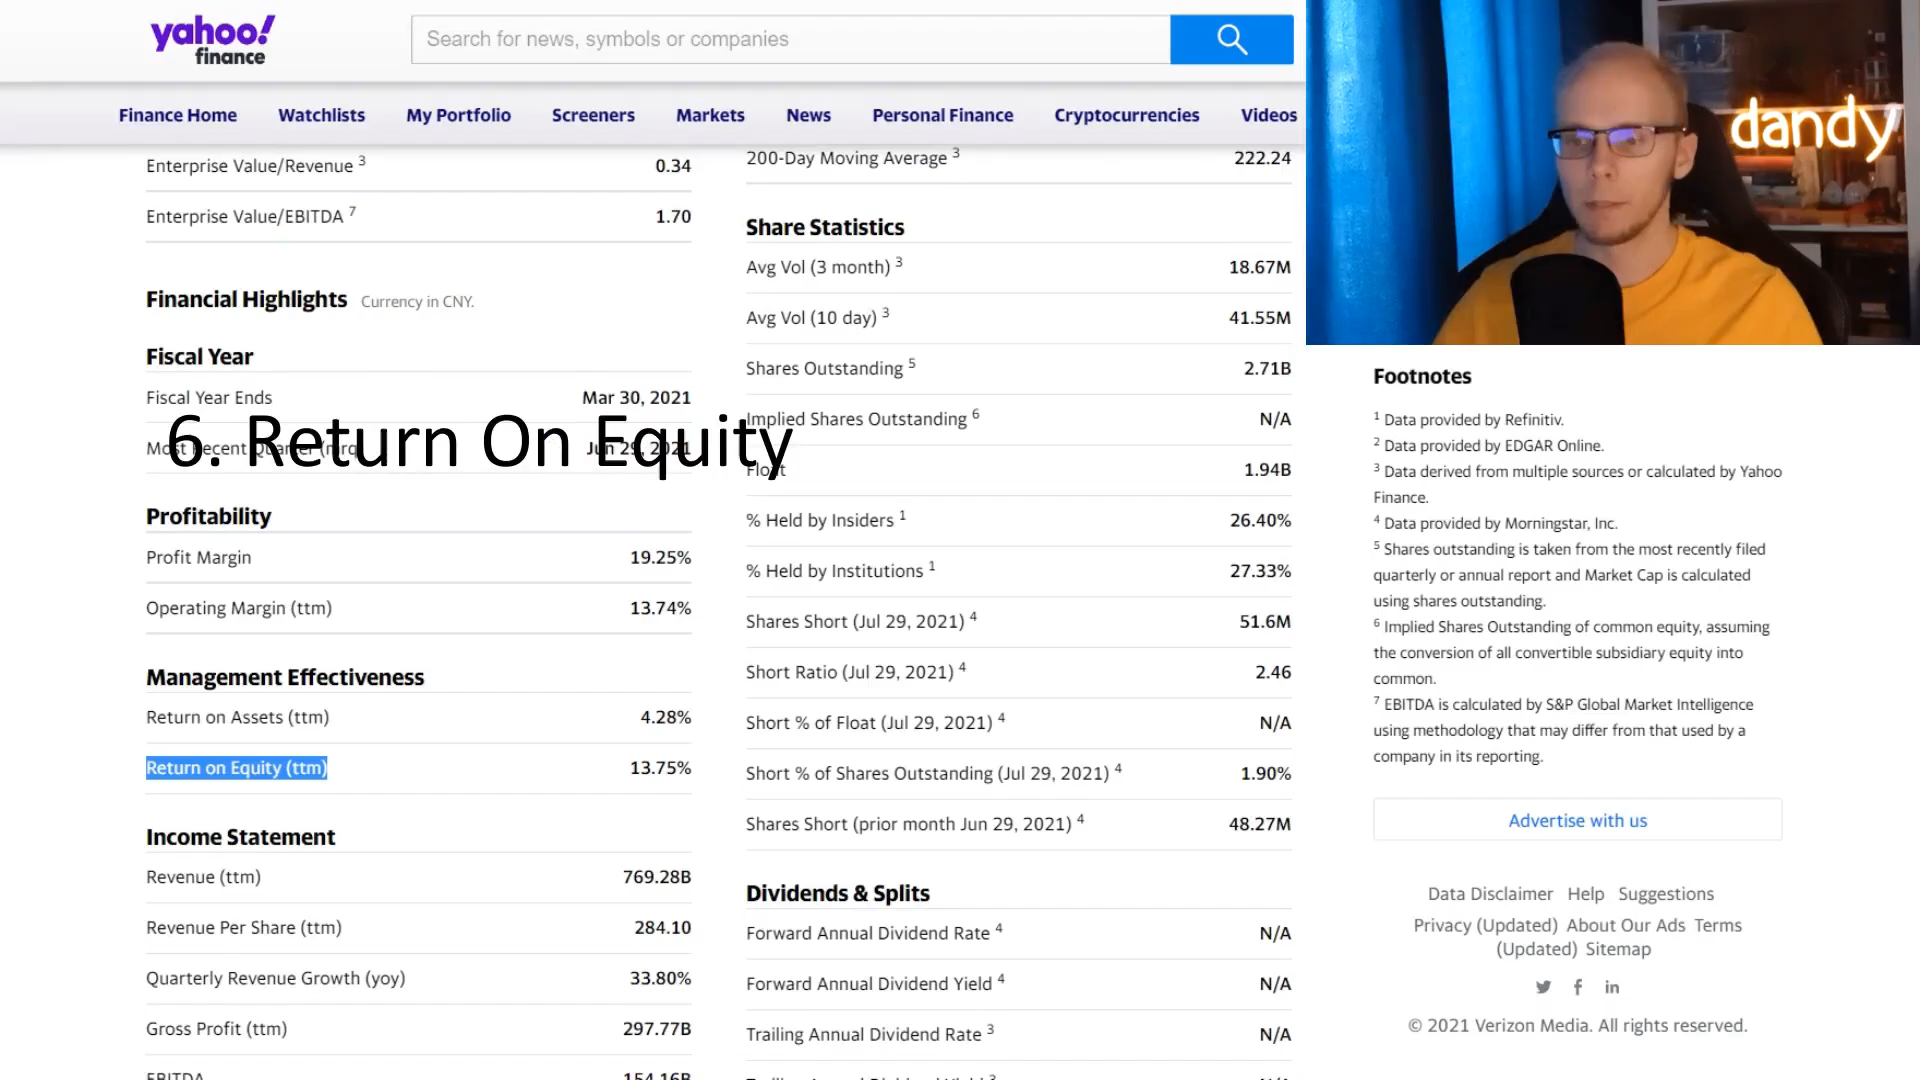 yahoo!
finance
Search for news, symbols or companies
Finance Home Watchlists My Portfolio Screeners Markets News Personal Finance Cryptocurrencies Videos
dandy
Enterprise Value/Revenue 3 0.34
Enterprise Value/EBITDA 7 1.70
Financial Highlights Currency in CNY.
Fiscal Year
Fiscal Year Ends Mar 30, 2021
Most Recent Quarter (mrq Jun 29, 2021
6. Return On Equity
Profitability
Profit Margin 19.25%
Operating Margin (ttm) 13.74%
Management Effectiveness
Return on Assets (ttm) 4.28%
Return on Equity (ttm) 13.75%
Income Statement
Revenue (ttm) 769.28B
Revenue Per Share (ttm) 284.10
Quarterly Revenue Growth (yoy) 33.80%
Gross Profit (ttm) 297.77B
EBITDA 154.16B
200-Day Moving Average 3 222.24
Share Statistics
Avg Vol (3 month) 3 18.67M
Avg Vol (10 day) 3 41.55M
Shares Outstanding 5 2.71B
Implied Shares Outstanding 6 N/A
Float 1.94B
% Held by Insiders 1 26.40%
% Held by Institutions 1 27.33%
Shares Short (Jul 29, 2021) 4 51.6M
Short Ratio (Jul 29, 2021) 4 2.46
Short % of Float (Jul 29, 2021) 4 N/A
Short % of Shares Outstanding (Jul 29, 2021) 4 1.90%
Shares Short (prior month Jun 29, 2021) 4 48.27M
Dividends & Splits
Forward Annual Dividend Rate 4 N/A
Forward Annual Dividend Yield 4 N/A
Trailing Annual Dividend Rate 3 N/A
Footnotes
1 Data provided by Refinitiv.
2 Data provided by EDGAR Online.
3 Data derived from multiple sources or calculated by Yahoo
Finance.
4 Data provided by Morningstar, Inc.
5 Shares outstanding is taken from the most recently filed
quarterly or annual report and Market Cap is calculated
using shares outstanding.
6 Implied Shares Outstanding of common equity, assuming
the conversion of all convertible subsidiary equity into
common.
7 EBITDA is calculated by S&P Global Market Intelligence
using methodology that may differ from that used by a
company in its reporting.
Advertise with us
Data Disclaimer Help Suggestions
Privacy (Updated) About Our Ads Terms
(Updated) Sitemap
© 2021 Verizon Media. All rights reserved.